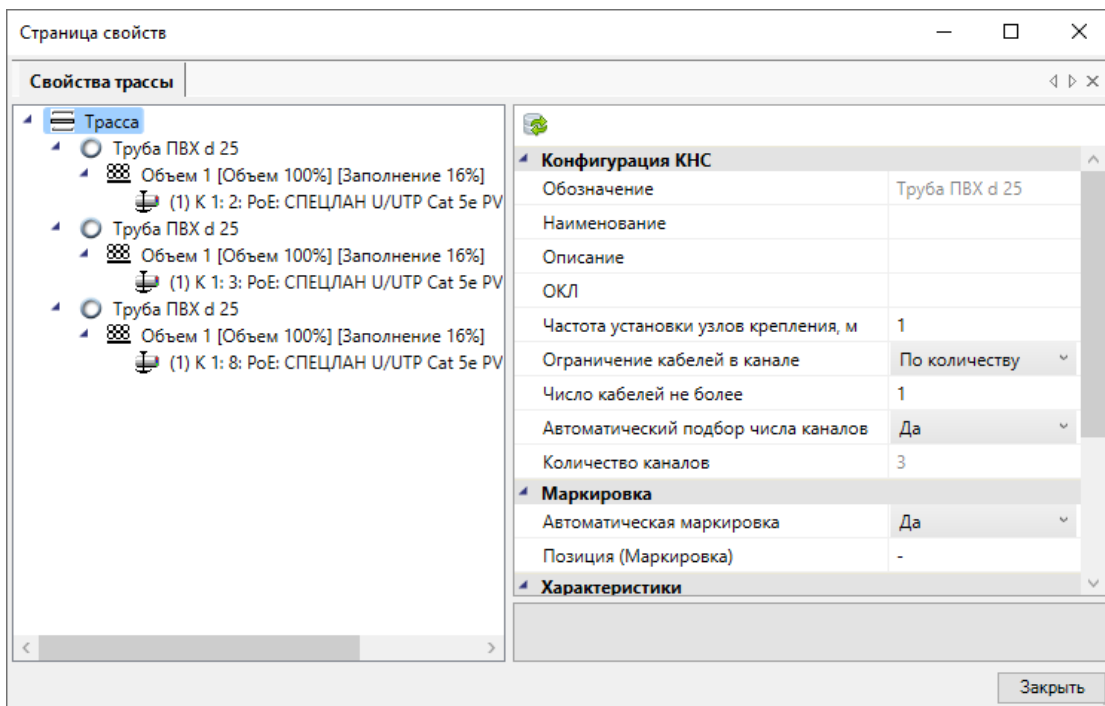 Страница свойств
Свойства трассы
Трасса
Труба ПВХ d 25
Объем 1 [Объем 100%] [Заполнение 16%]
(1) К 1: 2: PoE: СПЕЦЛАН U/UTP Cat 5e PV
Труба ПВХ d 25
Объем 1 [Объем 100%] [Заполнение 16%]
(1) К 1: 3: PoE: СПЕЦЛАН U/UTP Cat 5e PV
Труба ПВХ d 25
Объем 1 [Объем 100%] [Заполнение 16%]
(1) К 1: 8: PoE: СПЕЦЛАН U/UTP Cat 5e PV
Конфигурация КНС
Обозначение Труба ПВХ d 25
Наименование
Описание
ОКЛ
Частота установки узлов крепления, м 1
Ограничение кабелей в канале По количеству
Число кабелей не более 1
Автоматический подбор числа каналов Да
Количество каналов 3
Маркировка
Автоматическая маркировка Да
Позиция (Маркировка) -
Характеристики
Закрыть